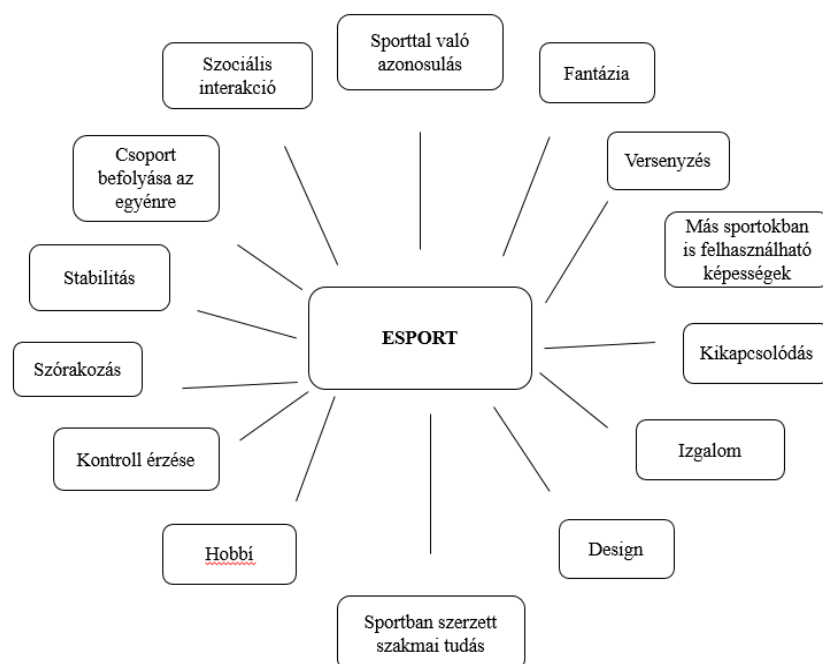 Sporttal való
azonosulás
Szociális
interakció
Fantázia
Csoport
befolyása az
egyénre
Versenyzés
Más sportokban
is felhasználható
képességek
Stabilitás
ESPORT
Kikapcsolódás
Szórakozás
Kontroll érzése
Izgalom
Hobbí
Design
Sportban szerzett
szakmai tudás